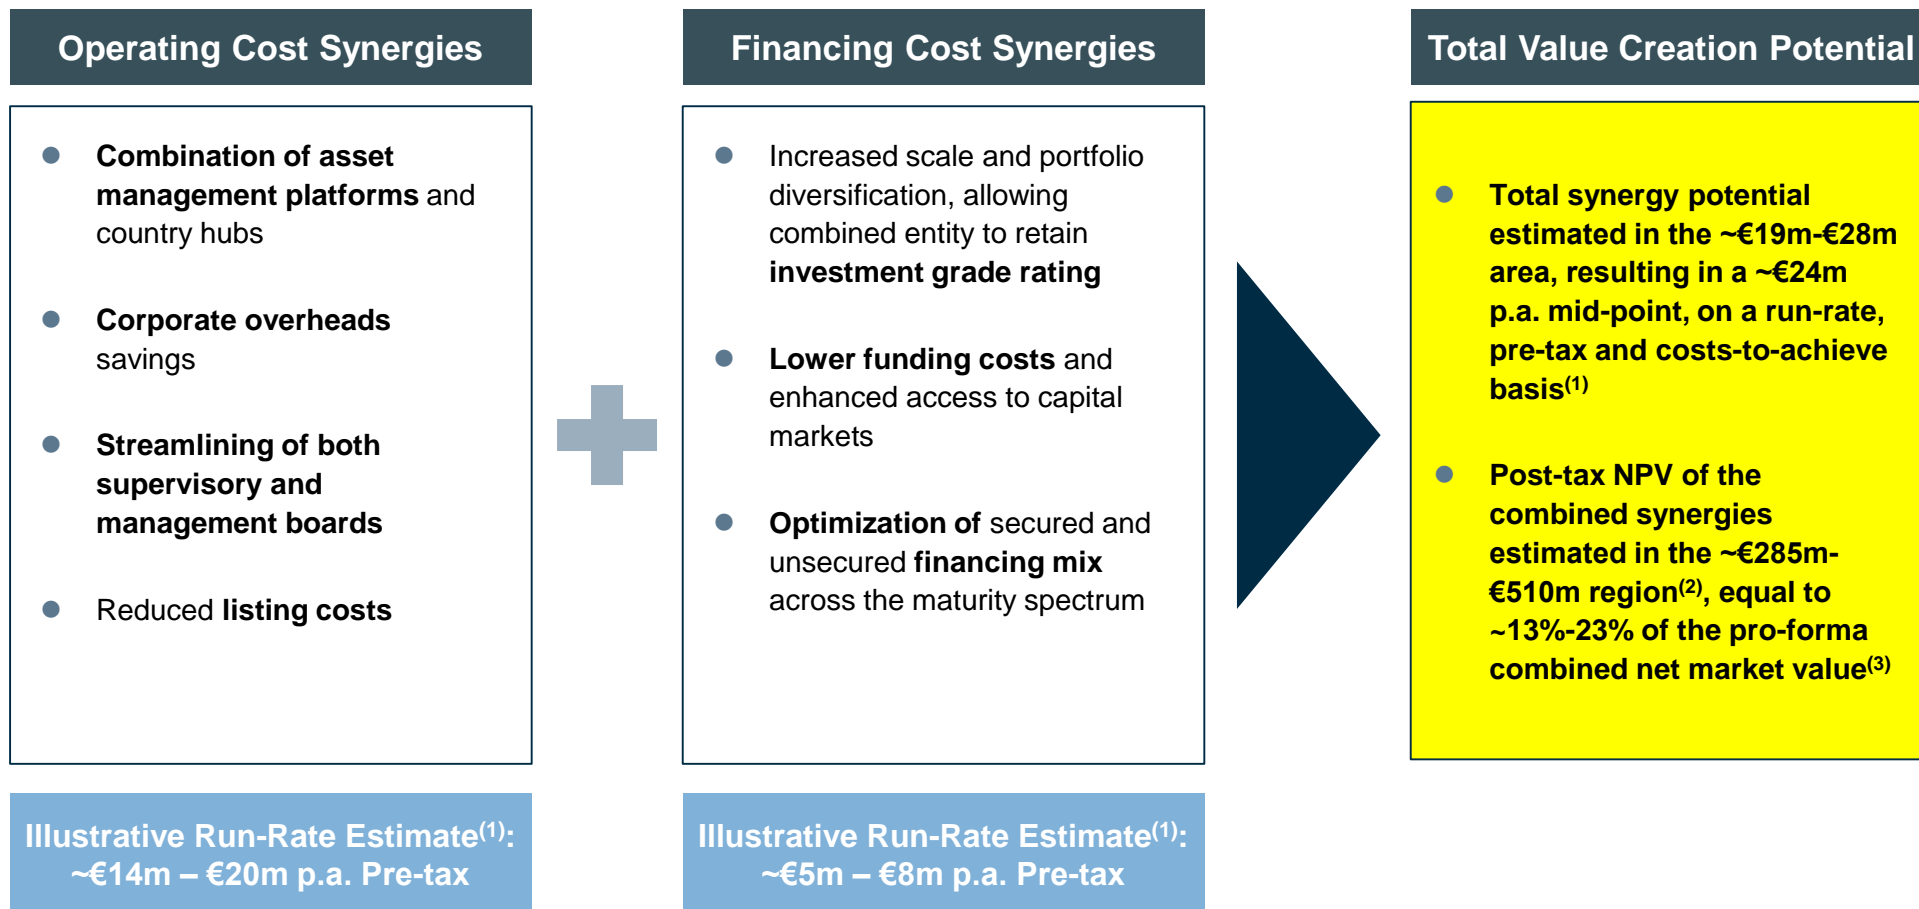 Operating Cost Synergies
Combination of asset
management platforms and
country hubs
Corporate overheads
savings
Streamlining of both
supervisory and
management boards
Reduced listing costs
Illustrative Run-Rate Estimate(1):
~€14m – €20m p.a. Pre-tax
Financing Cost Synergies
Increased scale and portfolio
diversification, allowing
combined entity to retain
investment grade rating
Lower funding costs and
enhanced access to capital
markets
Optimization of secured and
unsecured financing mix
across the maturity spectrum
Illustrative Run-Rate Estimate(1):
~€5m – €8m p.a. Pre-tax
Total Value Creation Potential
Total synergy potential
estimated in the ~€19m-€28m
area, resulting in a ~€24m
p.a. mid-point, on a run-rate,
pre-tax and costs-to-achieve
basis(1)
Post-tax NPV of the
combined synergies
estimated in the ~€285m-
€510m region(2), equal to
~13%-23% of the pro-forma
combined net market value(3)